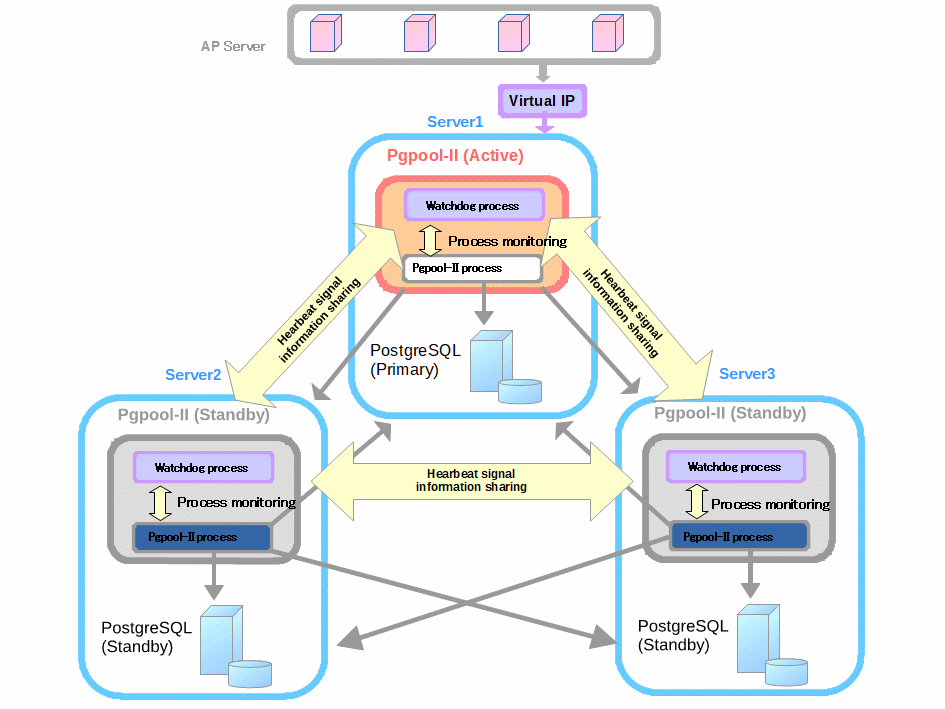 AP Server
Virtual IP
Server1
Pgpool-II (Active)
Watchdog process
Process monitoring
Pgpool-II process
Hearbeat signal
information sharing
Hearbeat signal
information sharing
PostgreSQL
(Primary)
Server2
Server3
Pgpool-II (Standby)
Pgpool-II (Standby)
Watchdog process
Process monitoring
Pgpool-II process
Hearbeat signal
information sharing
Watchdog process
Process monitoring
Pgpool-II process
PostgreSQL
(Standby)
PostgreSQL
(Standby)